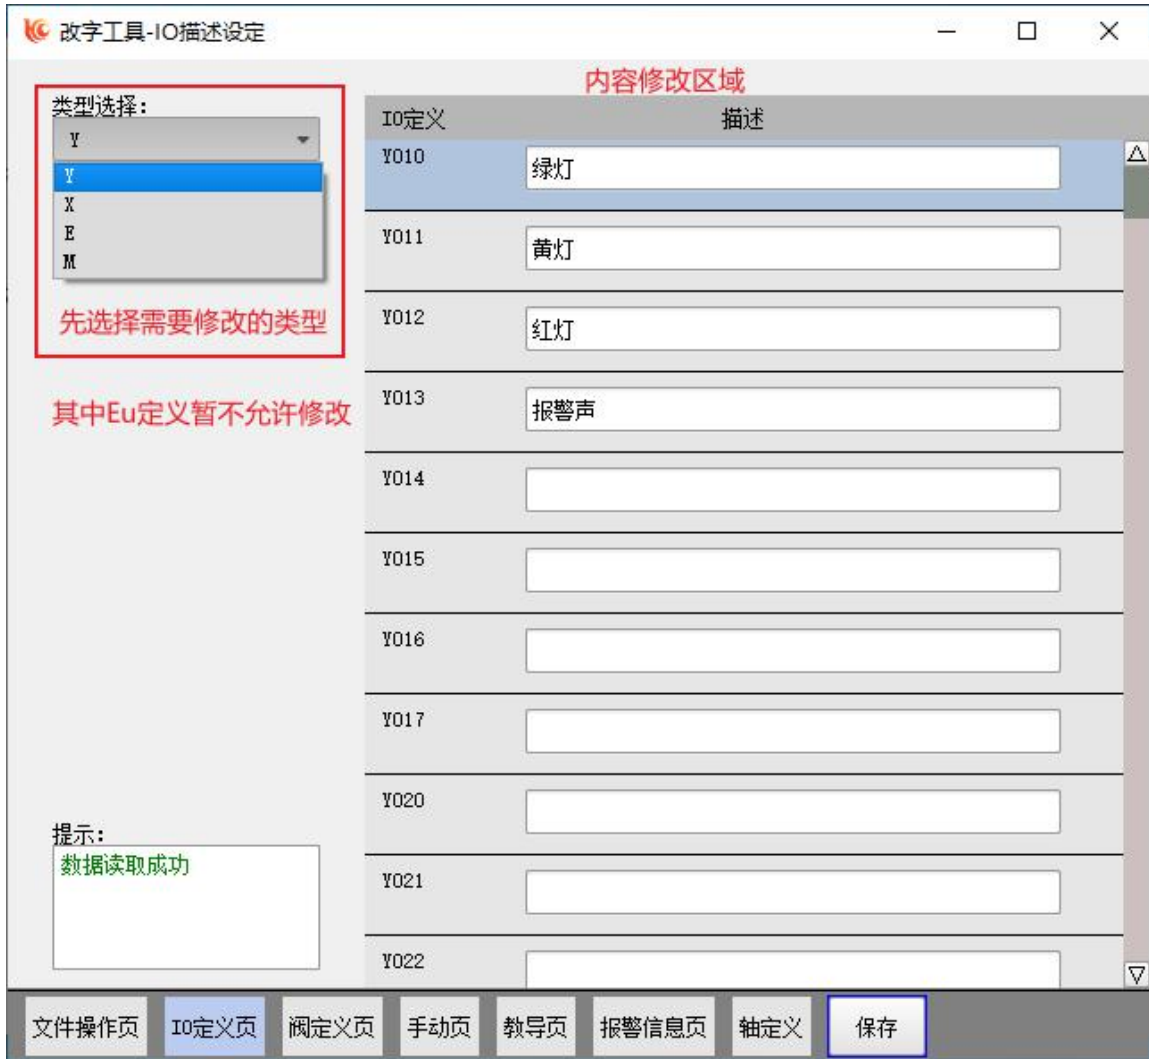 改字工具-IO描述设定
内容修改区域
类型选择:
Y
Y
X
E
M
先选择需要修改的类型
其中Eu定义暂不允许修改
提示:
数据读取成功
IO定义 描述
Y010 绿灯
Y011 黄灯
Y012 红灯
Y013 报警声
Y014
Y015
Y016
Y017
Y020
Y021
Y022
文件操作页 IO定义页 阀定义页 手动页 教导页 报警信息页 轴定义 保存